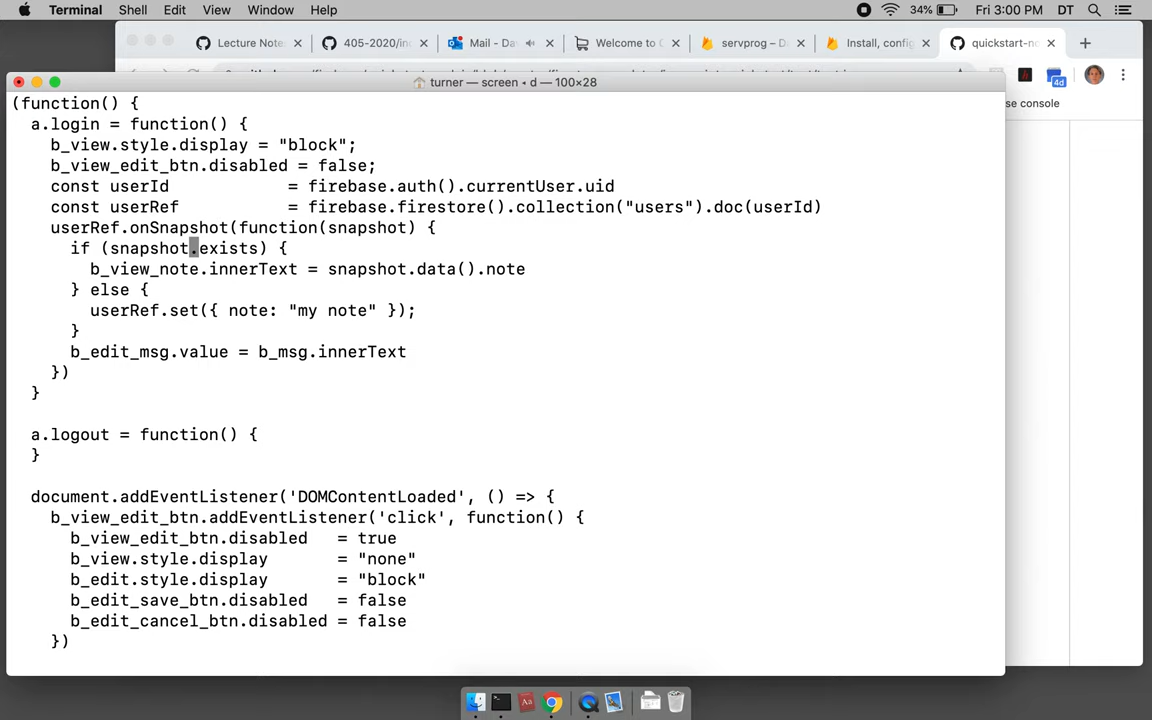 Terminal Shell Edit View Window Help 34% Fri 3:00 PM DT
Lecture Note 405-2020/in Mail - Da Welcome to servprog – D Install, config quickstart-n
turner — screen ◂ d — 100×28
4d
se console
(function() {
  a.login = function() {
    b_view.style.display = "block";
    b_view_edit_btn.disabled = false;
    const userId            = firebase.auth().currentUser.uid
    const userRef           = firebase.firestore().collection("users").doc(userId)
    userRef.onSnapshot(function(snapshot) {
      if (snapshot.exists) {
        b_view_note.innerText = snapshot.data().note
      } else {
        userRef.set({ note: "my note" });
      }
      b_edit_msg.value = b_msg.innerText
    })
  }

  a.logout = function() {
  }

  document.addEventListener('DOMContentLoaded', () => {
    b_view_edit_btn.addEventListener('click', function() {
      b_view_edit_btn.disabled   = true
      b_view.style.display       = "none"
      b_edit.style.display       = "block"
      b_edit_save_btn.disabled   = false
      b_edit_cancel_btn.disabled = false
    })